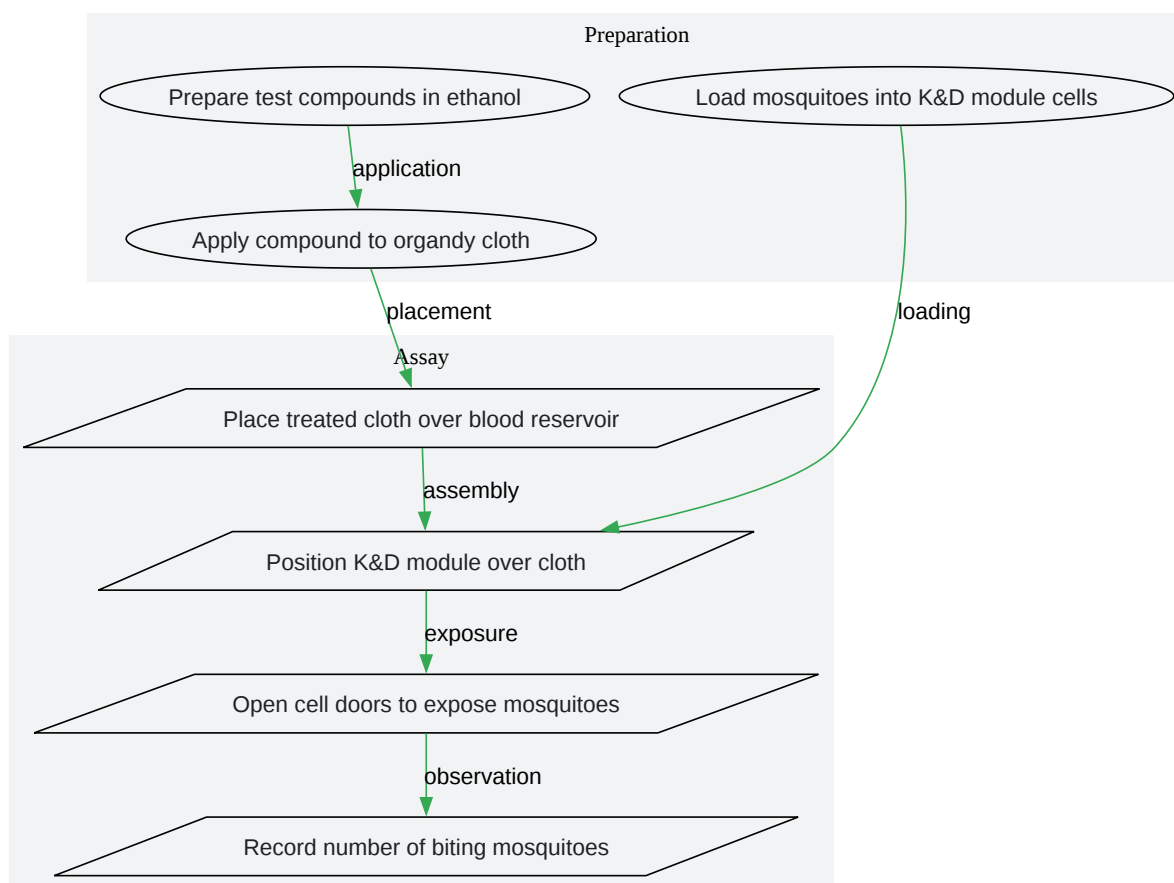 Preparation
Prepare test compounds in ethanol
Load mosquitoes into K&D module cells
application
Apply compound to organdy cloth
placement
loading
Assay
Place treated cloth over blood reservoir
assembly
Position K&D module over cloth
exposure
Open cell doors to expose mosquitoes
observation
Record number of biting mosquitoes